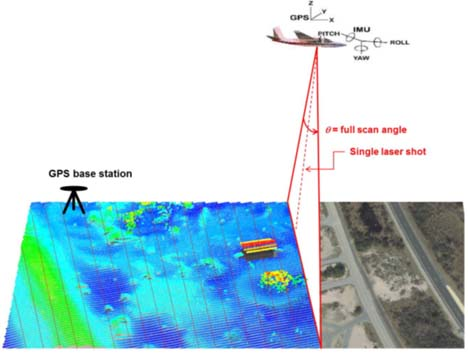 Z
GPS
Y
X
PITCH
IMU
ROLL
YAW
θ = full scan angle
Single laser shot
GPS base station